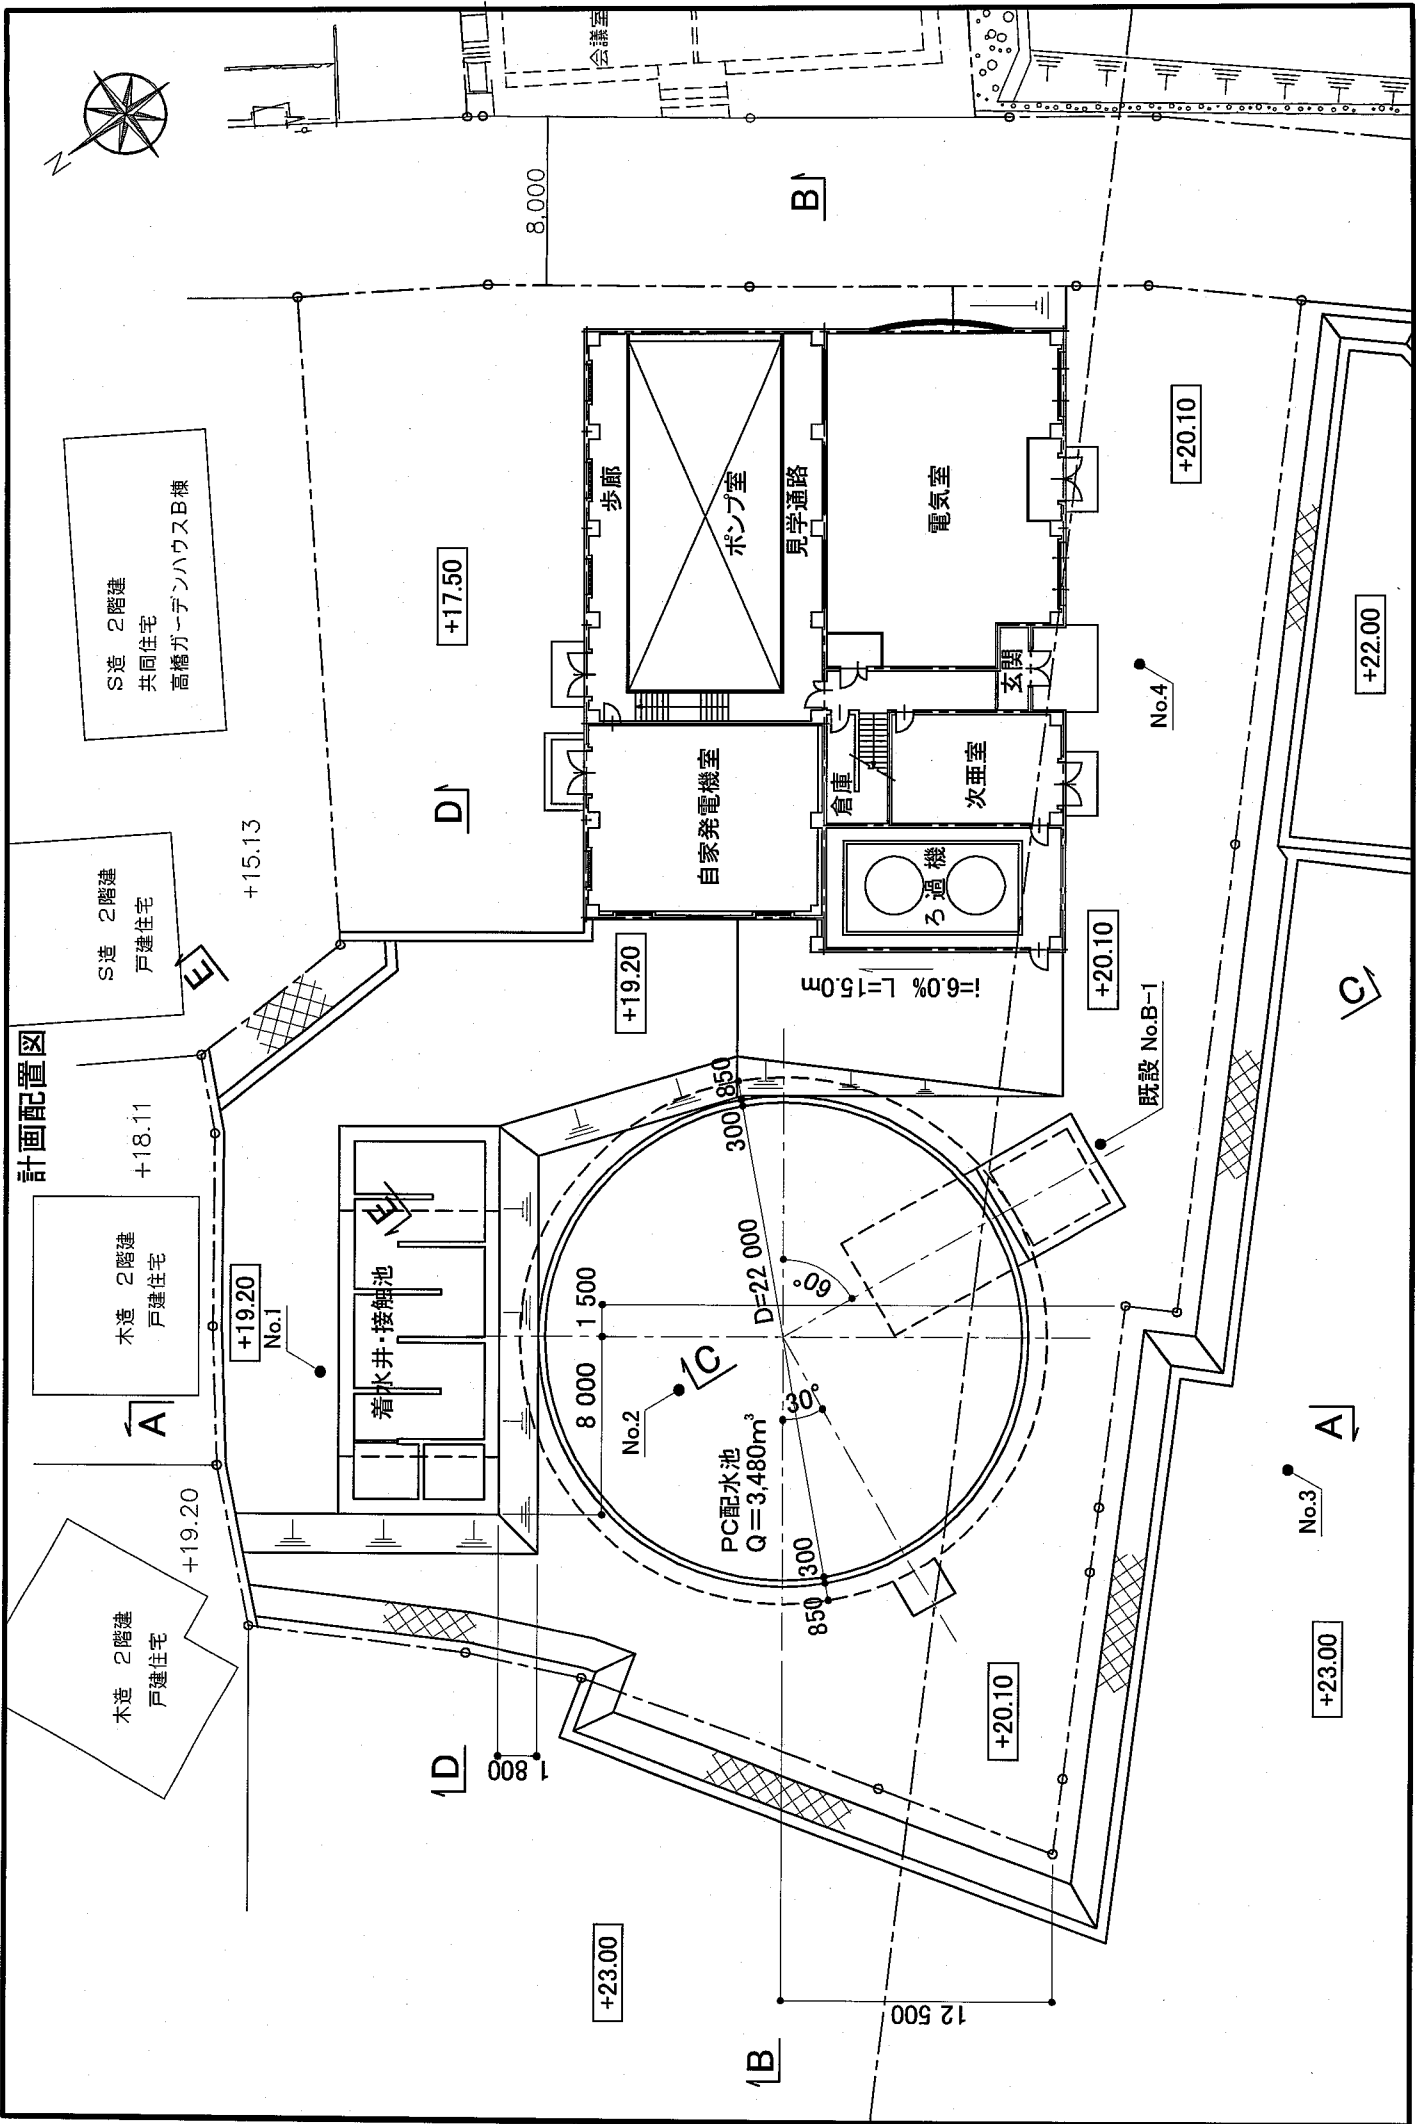 計画配置図
N
会議室
8,000
B
S造 2階建
共同住宅
高橋ガーデンハウスB棟
S造 2階建
戸建住宅
木造 2階建
戸建住宅
木造 2階建
戸建住宅
+15.13
+18.11
+19.20
+17.50
+19.20
+19.20
+20.10
+20.10
+20.10
+22.00
+23.00
+23.00
歩廊
ポンプ室
見学通路
電気室
玄関
自家発電機室
倉庫
次亜室
ろ過機
i=6.0% L=15.0m
着水井・接触池
PC配水池
Q=3,480m³
D=22 000
300
850
300
850
60°
30°
8 000
1 500
1 800
12 500
既設 No.B-1
No.1
No.2
No.3
No.4
A
A
B
C
C
D
D
E
E